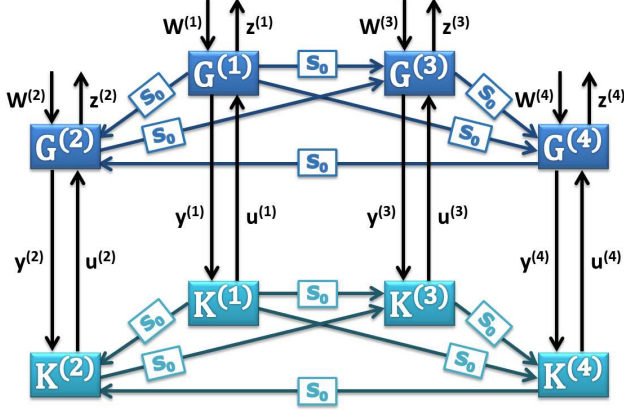 W(1) z(1) W(3) z(3)
G(1) S₀ G(3)
W(2) z(2) S₀ S₀ W(4) z(4)
G(2) S₀ S₀ G(4)
S₀
y(1) u(1) y(3) u(3)
y(2) u(2) y(4) u(4)
K(1) S₀ K(3)
S₀ S₀
K(2) S₀ S₀ K(4)
S₀